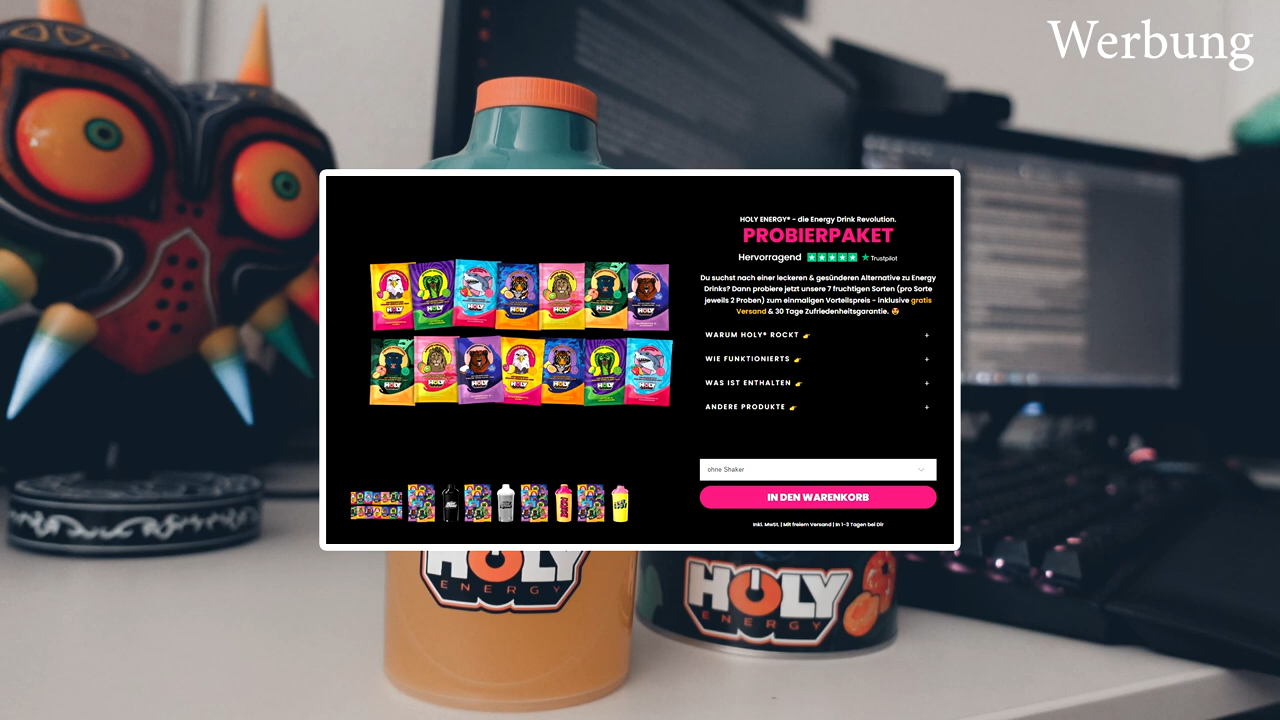 Werbung
HOLY ENERGY® - die Energy Drink Revolution.
PROBIERPAKET
Hervorragend
Trustpilot
Du suchst nach einer leckeren & gesünderen Alternative zu Energy
Drinks? Dann probiere jetzt unsere 7 fruchtigen Sorten (pro Sorte
jeweils 2 Proben) zum einmaligen Vorteilspreis - inklusive gratis
Versand & 30 Tage Zufriedenheitsgarantie. 😍
WARUM HOLY® ROCKT 👉 +
WIE FUNKTIONIERTS 👉 +
WAS IST ENTHALTEN 👉 +
ANDERE PRODUKTE 👉 +
ohne Shaker
IN DEN WARENKORB
Inkl. MwSt. | Mit freiem Versand | In 1-3 Tagen bei Dir
HOLY
ENERGY
HOLY
ENERGY